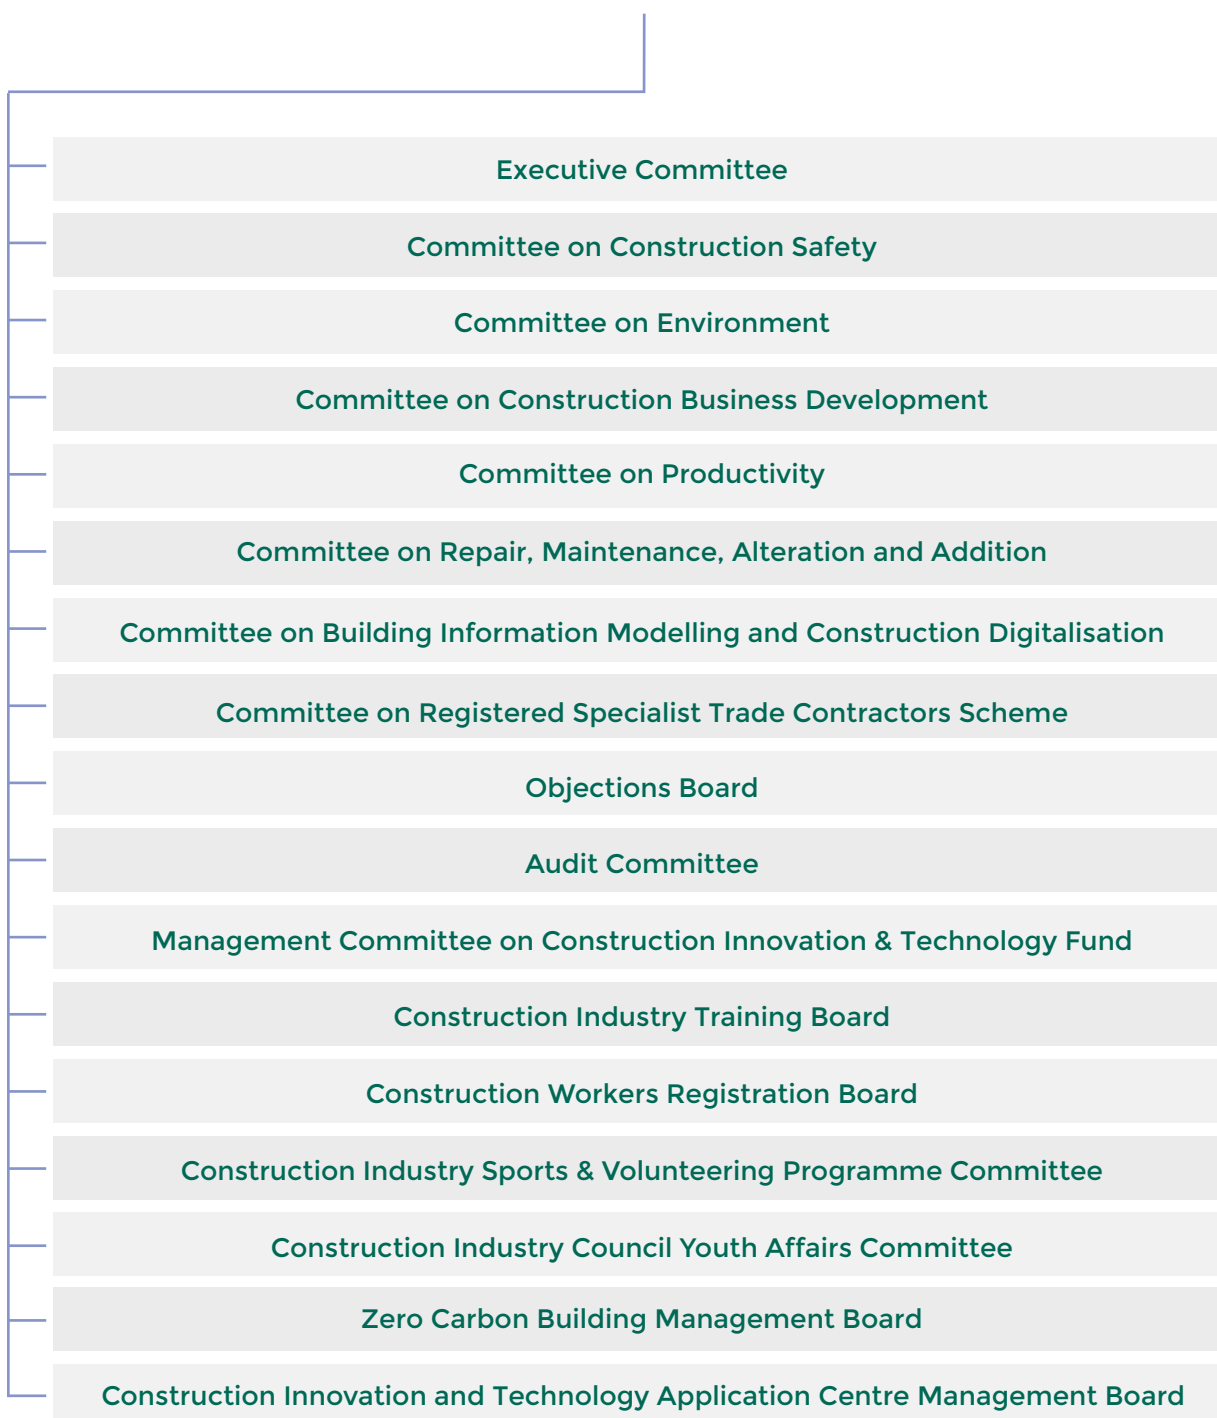 Executive Committee
Committee on Construction Safety
Committee on Environment
Committee on Construction Business Development
Committee on Productivity
Committee on Repair, Maintenance, Alteration and Addition
Committee on Building Information Modelling and Construction Digitalisation
Committee on Registered Specialist Trade Contractors Scheme
Objections Board
Audit Committee
Management Committee on Construction Innovation & Technology Fund
Construction Industry Training Board
Construction Workers Registration Board
Construction Industry Sports & Volunteering Programme Committee
Construction Industry Council Youth Affairs Committee
Zero Carbon Building Management Board
Construction Innovation and Technology Application Centre Management Board